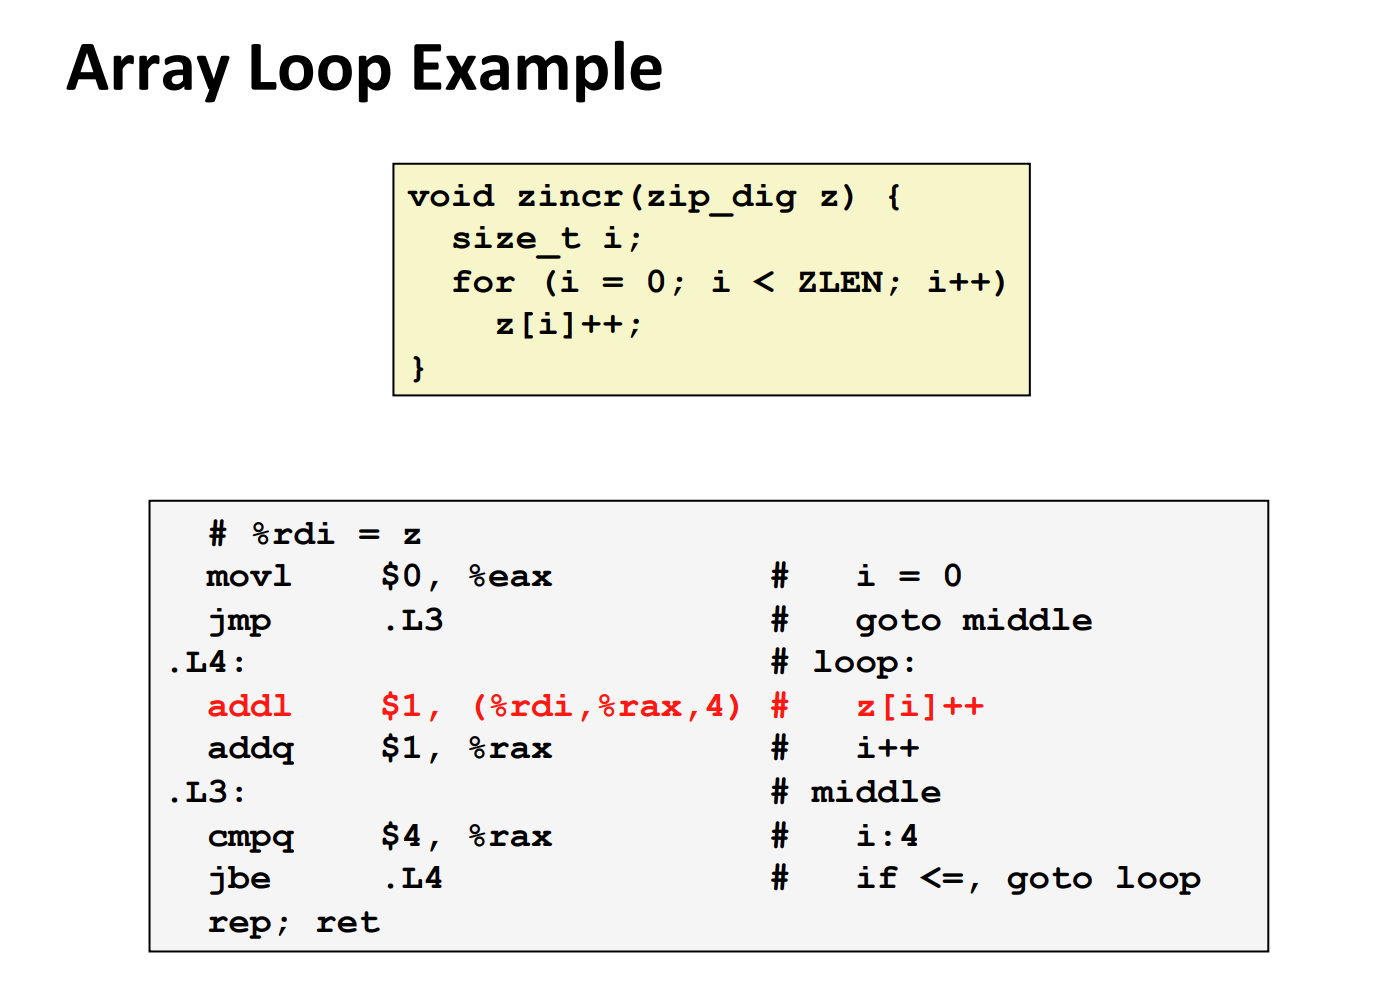 Array Loop Example
void zincr(zip_dig z) {
  size_t i;
  for (i = 0; i < ZLEN; i++)
    z[i]++;
}
  # %rdi = z
  movl    $0, %eax          #   i = 0
  jmp     .L3               #   goto middle
.L4:                        # loop:
  addl    $1, (%rdi,%rax,4) #   z[i]++
  addq    $1, %rax          #   i++
.L3:                        # middle
  cmpq    $4, %rax          #   i:4
  jbe     .L4               #   if <=, goto loop
  rep; ret